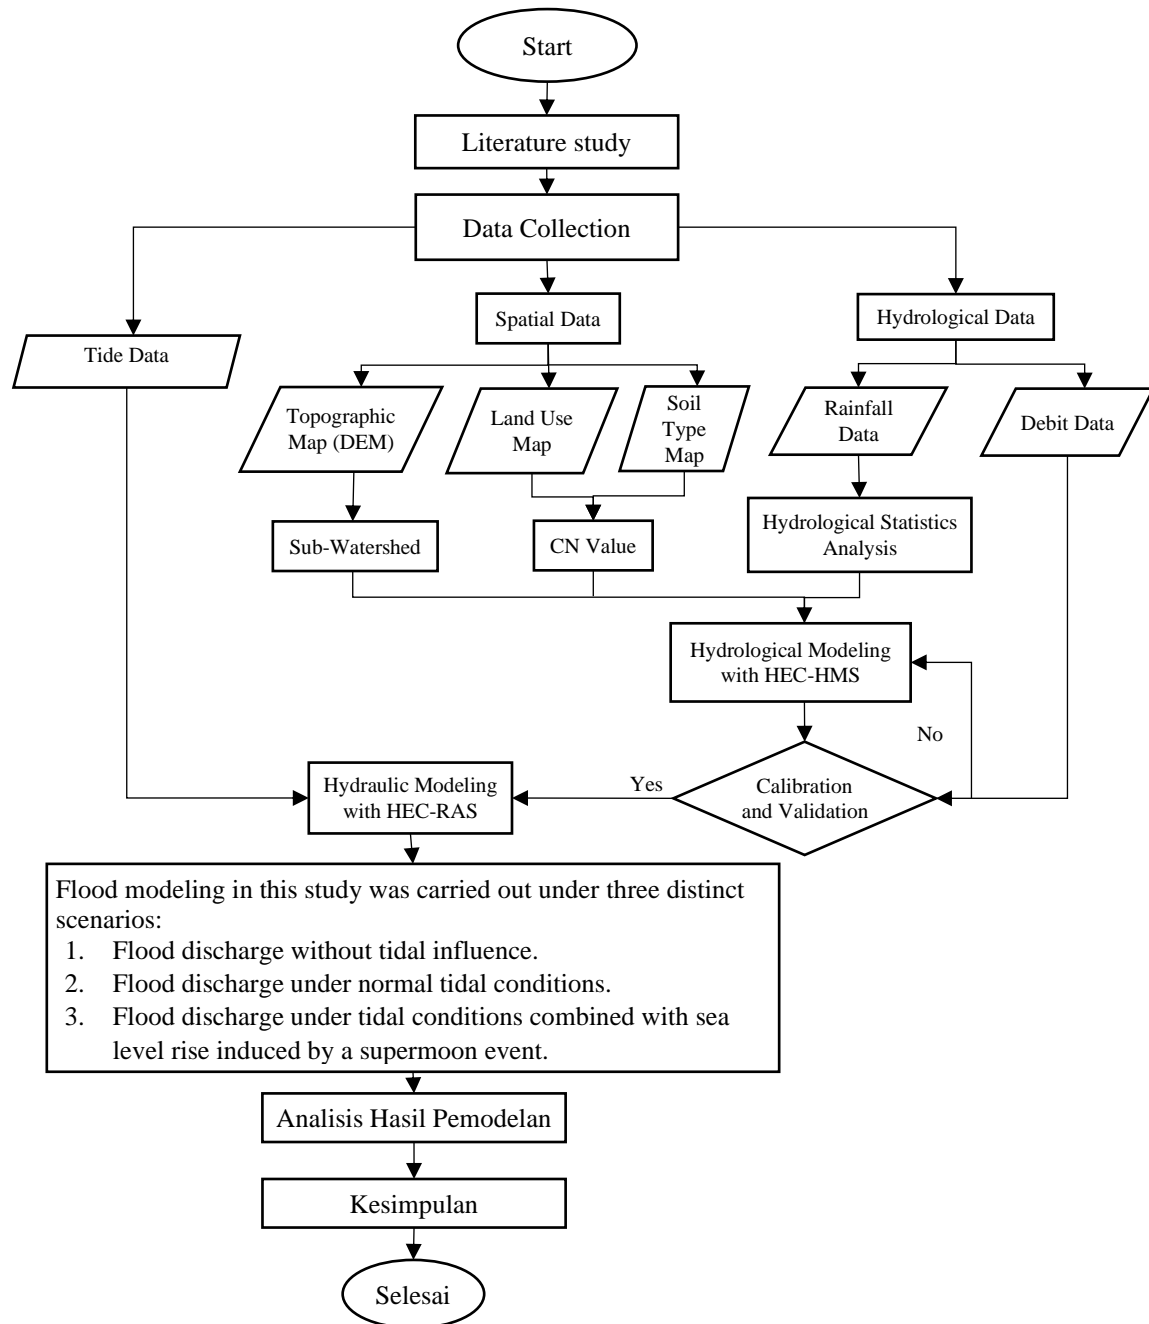 Start
Literature study
Data Collection
Spatial Data
Hydrological Data
Tide Data
Topographic
Map (DEM)
Land Use
Map
Soil
Type
Map
Rainfall
Data
Debit Data
Sub-Watershed
CN Value
Hydrological Statistics
Analysis
Hydrological Modeling
with HEC-HMS
No
Calibration
and Validation
Yes
Hydraulic Modeling
with HEC-RAS
Flood modeling in this study was carried out under three distinct
scenarios:
1. Flood discharge without tidal influence.
2. Flood discharge under normal tidal conditions.
3. Flood discharge under tidal conditions combined with sea
level rise induced by a supermoon event.
Analisis Hasil Pemodelan
Kesimpulan
Selesai